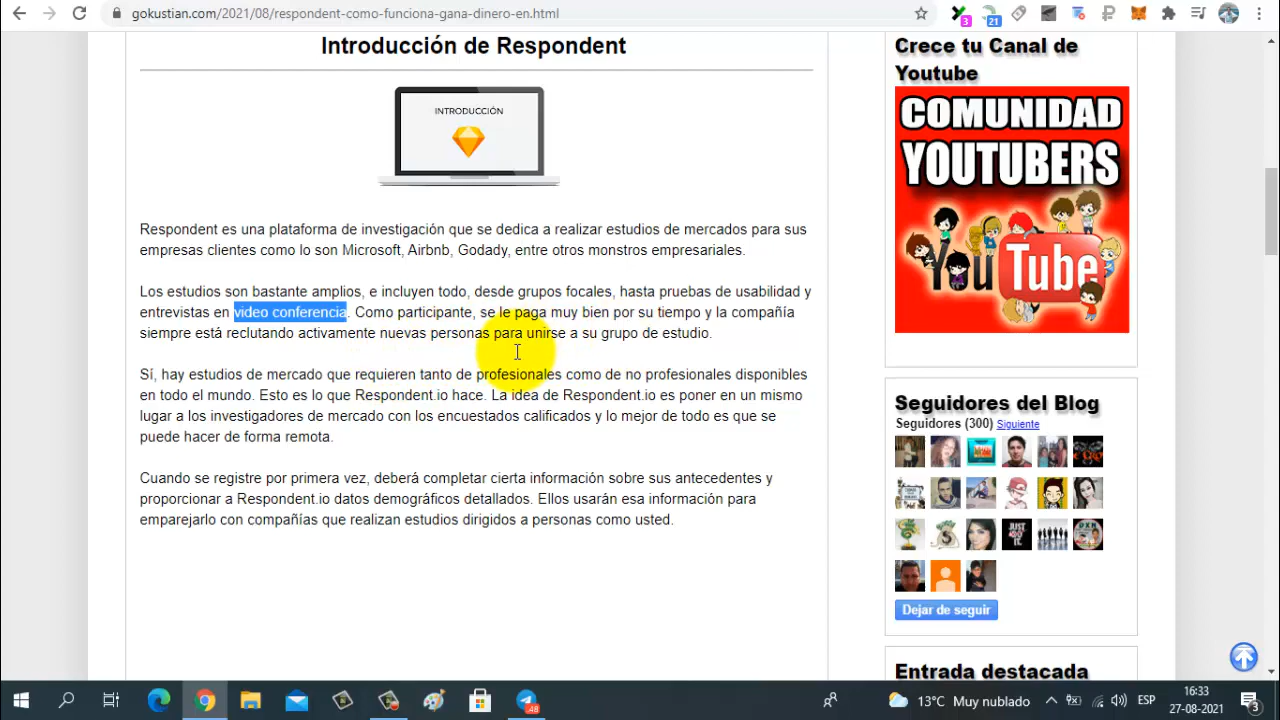 gokustian.com/2021/08/respondent-como-funciona-gana-dinero-en.html
3
21
Introducción de Respondent
INTRODUCCIÓN
Respondent es una plataforma de investigación que se dedica a realizar estudios de mercados para sus
empresas clientes como lo son Microsoft, Airbnb, Godady, entre otros monstros empresariales.
Los estudios son bastante amplios, e incluyen todo, desde grupos focales, hasta pruebas de usabilidad y
entrevistas en video conferencia. Como participante, se le paga muy bien por su tiempo y la compañía
siempre está reclutando activamente nuevas personas para unirse a su grupo de estudio.
Sí, hay estudios de mercado que requieren tanto de profesionales como de no profesionales disponibles
en todo el mundo. Esto es lo que Respondent.io hace. La idea de Respondent.io es poner en un mismo
lugar a los investigadores de mercado con los encuestados calificados y lo mejor de todo es que se
puede hacer de forma remota.
Cuando se registre por primera vez, deberá completar cierta información sobre sus antecedentes y
proporcionar a Respondent.io datos demográficos detallados. Ellos usarán esa información para
emparejarlo con compañías que realizan estudios dirigidos a personas como usted.
Crece tu Canal de
Youtube
COMUNIDAD
YOUTUBERS
You Tube
Seguidores del Blog
Seguidores (300) Siguiente
JUST
DO
IT.
Dejar de seguir
Entrada destacada
48
13°C Muy nublado
ESP
16:33
27-08-2021
3